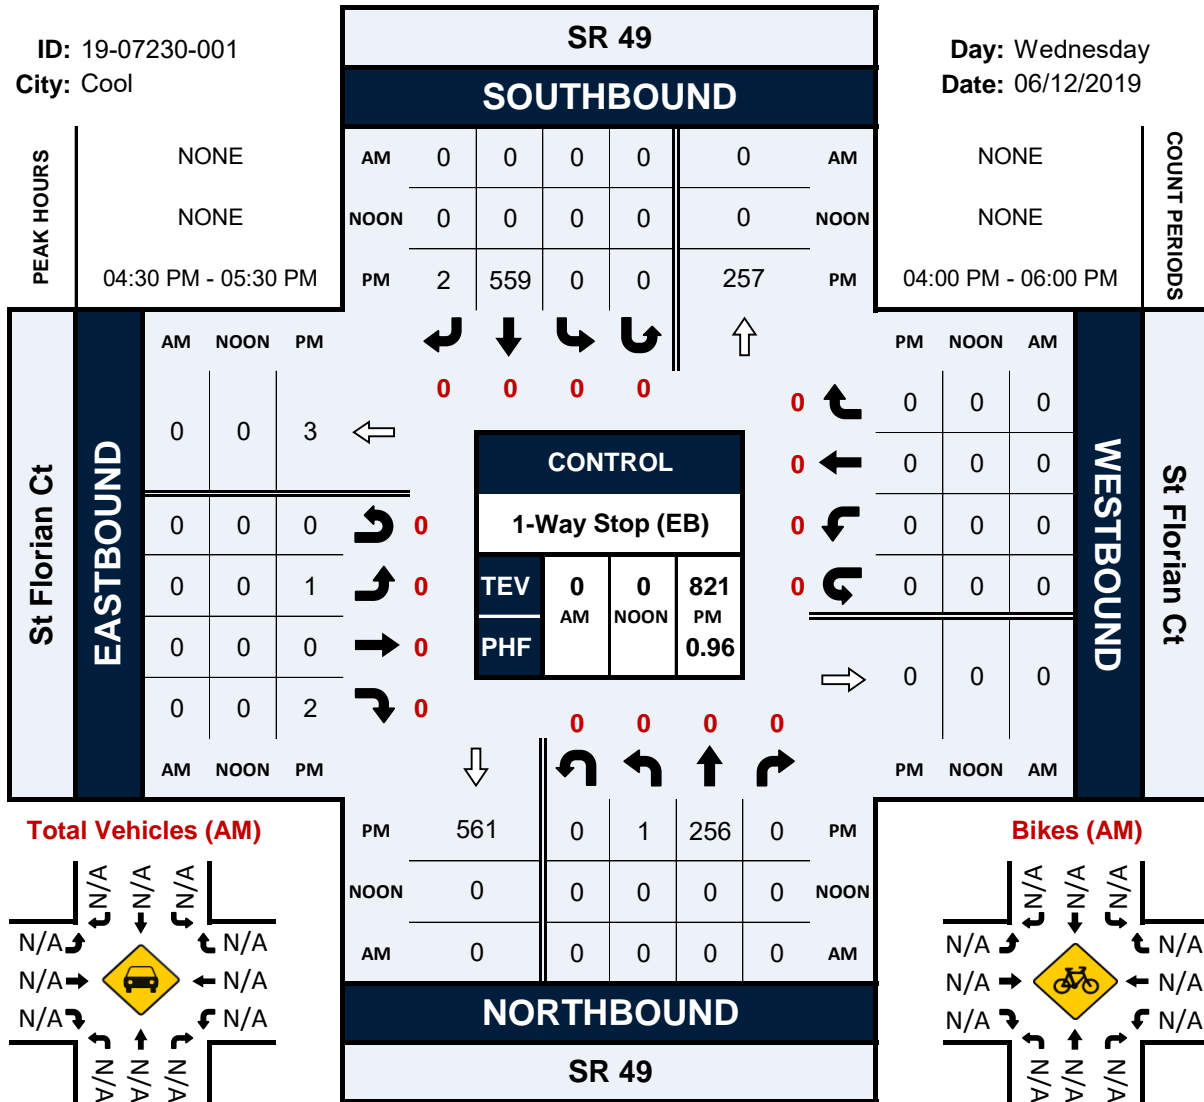 SR 49
ID: 19-07230-001
Day: Wednesday
City: Cool
Date: 06/12/2019
SOUTHBOUND
PEAK HOURS
NONE
AM 0 0 0 0 0 AM
NONE
COUNT PERIODS
NONE
NOON 0 0 0 0 0 NOON
NONE
04:30 PM - 05:30 PM
PM 2 559 0 0 257 PM
04:00 PM - 06:00 PM
AM NOON PM
PM NOON AM
0 0 0 0
0 0 0 0
0 0 3
0 0 0 0
0 0 0 0
0 0 0 0
0 0 0
St Florian Ct
EASTBOUND
WESTBOUND
St Florian Ct
CONTROL
1-Way Stop (EB)
0 0 0 0
0 0 1 0
0 0 0 0
0 0 2 0
TEV 0 0 821
AM NOON PM
PHF 0.96
0 0 0 0
AM NOON PM
PM NOON AM
PM 561 0 1 256 0 PM
NOON 0 0 0 0 0 NOON
AM 0 0 0 0 0 AM
NORTHBOUND
SR 49
Total Vehicles (AM)
N/A N/A N/A
N/A N/A
N/A N/A
N/A N/A
N/A N/A N/A
Bikes (AM)
N/A N/A N/A
N/A N/A
N/A N/A
N/A N/A
N/A N/A N/A